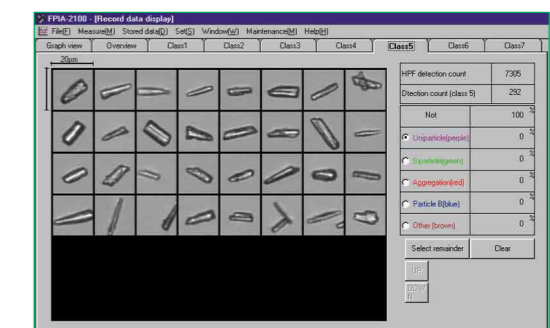 FPIA-2100 - [Record data display]
File(F) Measure(M) Stored data(D) Set(S) Window(W) Maintenance(M) Help(H)
Graph view Overview Class1 Class2 Class3 Class4 Class5 Class6 Class7
20μm
HPF detection count 7305
Dtection count (class 5) 292
Not 100
Uniparticle(perple) 0
Biparticle(green) 0
Aggregation(red) 0
Particle B(blue) 0
Other (brown) 0
Select remainder Clear
UP
DOW
N